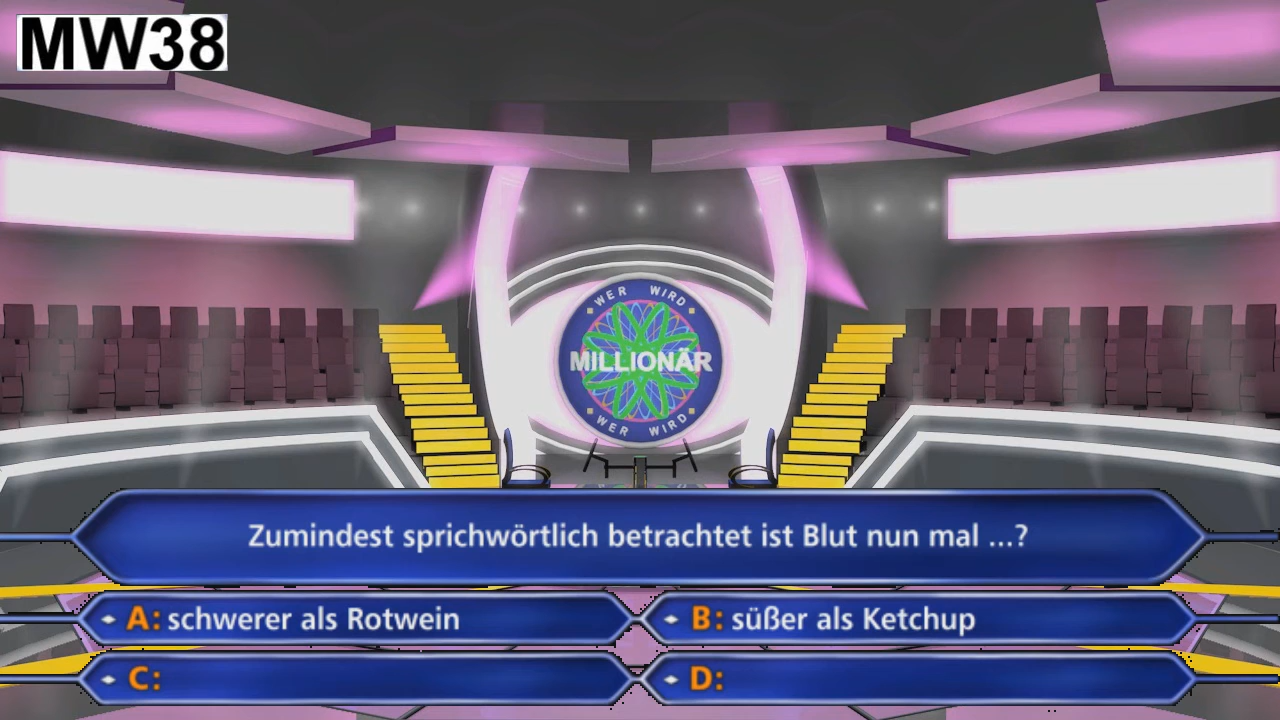 MW38
WER WIRD
MILLIONÄR
WER WIRD
Zumindest sprichwörtlich betrachtet ist Blut nun mal ...?
A: schwerer als Rotwein
B: süßer als Ketchup
C:
D: